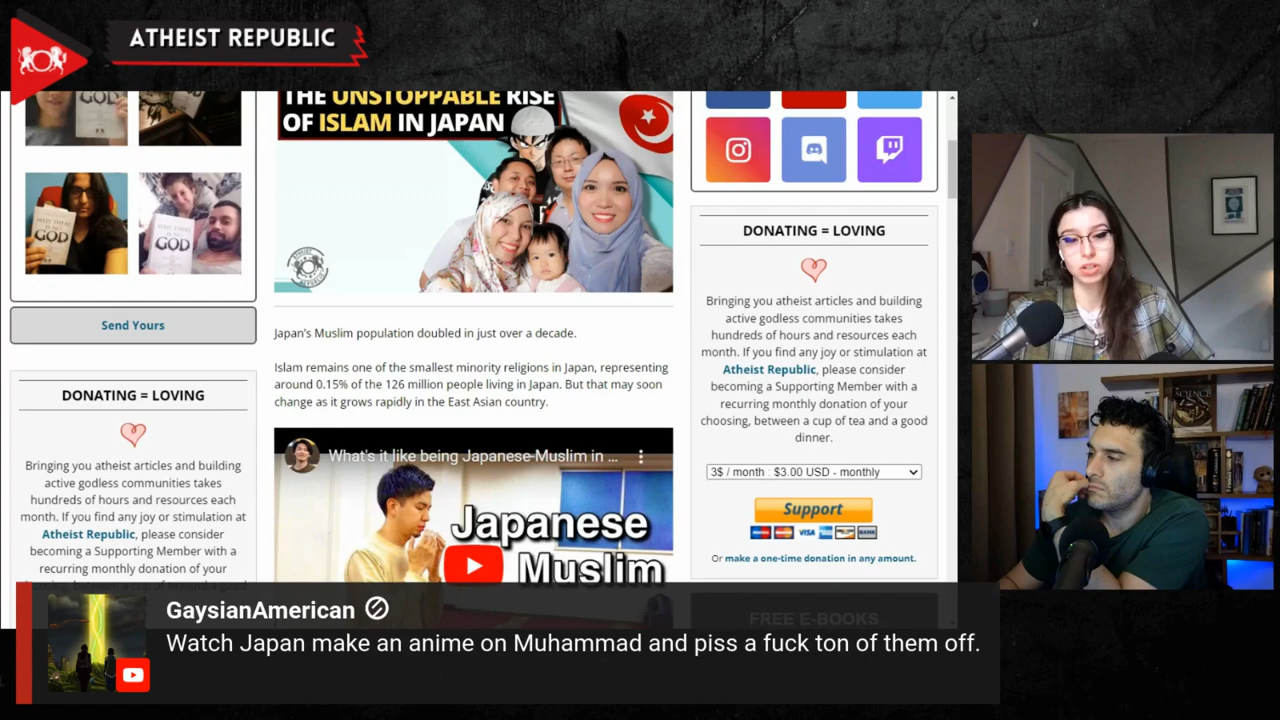 ATHEIST REPUBLIC
GOD
GOD
GOD
GOD
Send Yours
DONATING = LOVING
Bringing you atheist articles and building
active godless communities takes
hundreds of hours and resources each
month. If you find any joy or stimulation at
Atheist Republic, please consider
becoming a Supporting Member with a
recurring monthly donation of your
THE UNSTOPPABLE RISE
OF ISLAM IN JAPAN
Japan's Muslim population doubled in just over a decade.
Islam remains one of the smallest minority religions in Japan, representing
around 0.15% of the 126 million people living in Japan. But that may soon
change as it grows rapidly in the East Asian country.
What's it like being Japanese-Muslim in ...
Japanese
Muslim
DONATING = LOVING
Bringing you atheist articles and building
active godless communities takes
hundreds of hours and resources each
month. If you find any joy or stimulation at
Atheist Republic, please consider
becoming a Supporting Member with a
recurring monthly donation of your
choosing, between a cup of tea and a good
dinner.
3$ / month : $3.00 USD - monthly
Support
VISA
Or make a one-time donation in any amount.
FREE E-BOOKS
SCIENCE
GaysianAmerican
Watch Japan make an anime on Muhammad and piss a fuck ton of them off.